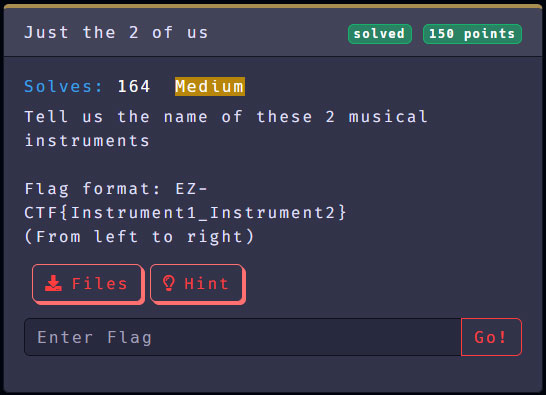 Just the 2 of us solved 150 points
Solves: 164 Medium
Tell us the name of these 2 musical
instruments
Flag format: EZ-
CTF{Instrument1_Instrument2}
(From left to right)
Files Hint
Enter Flag Go!